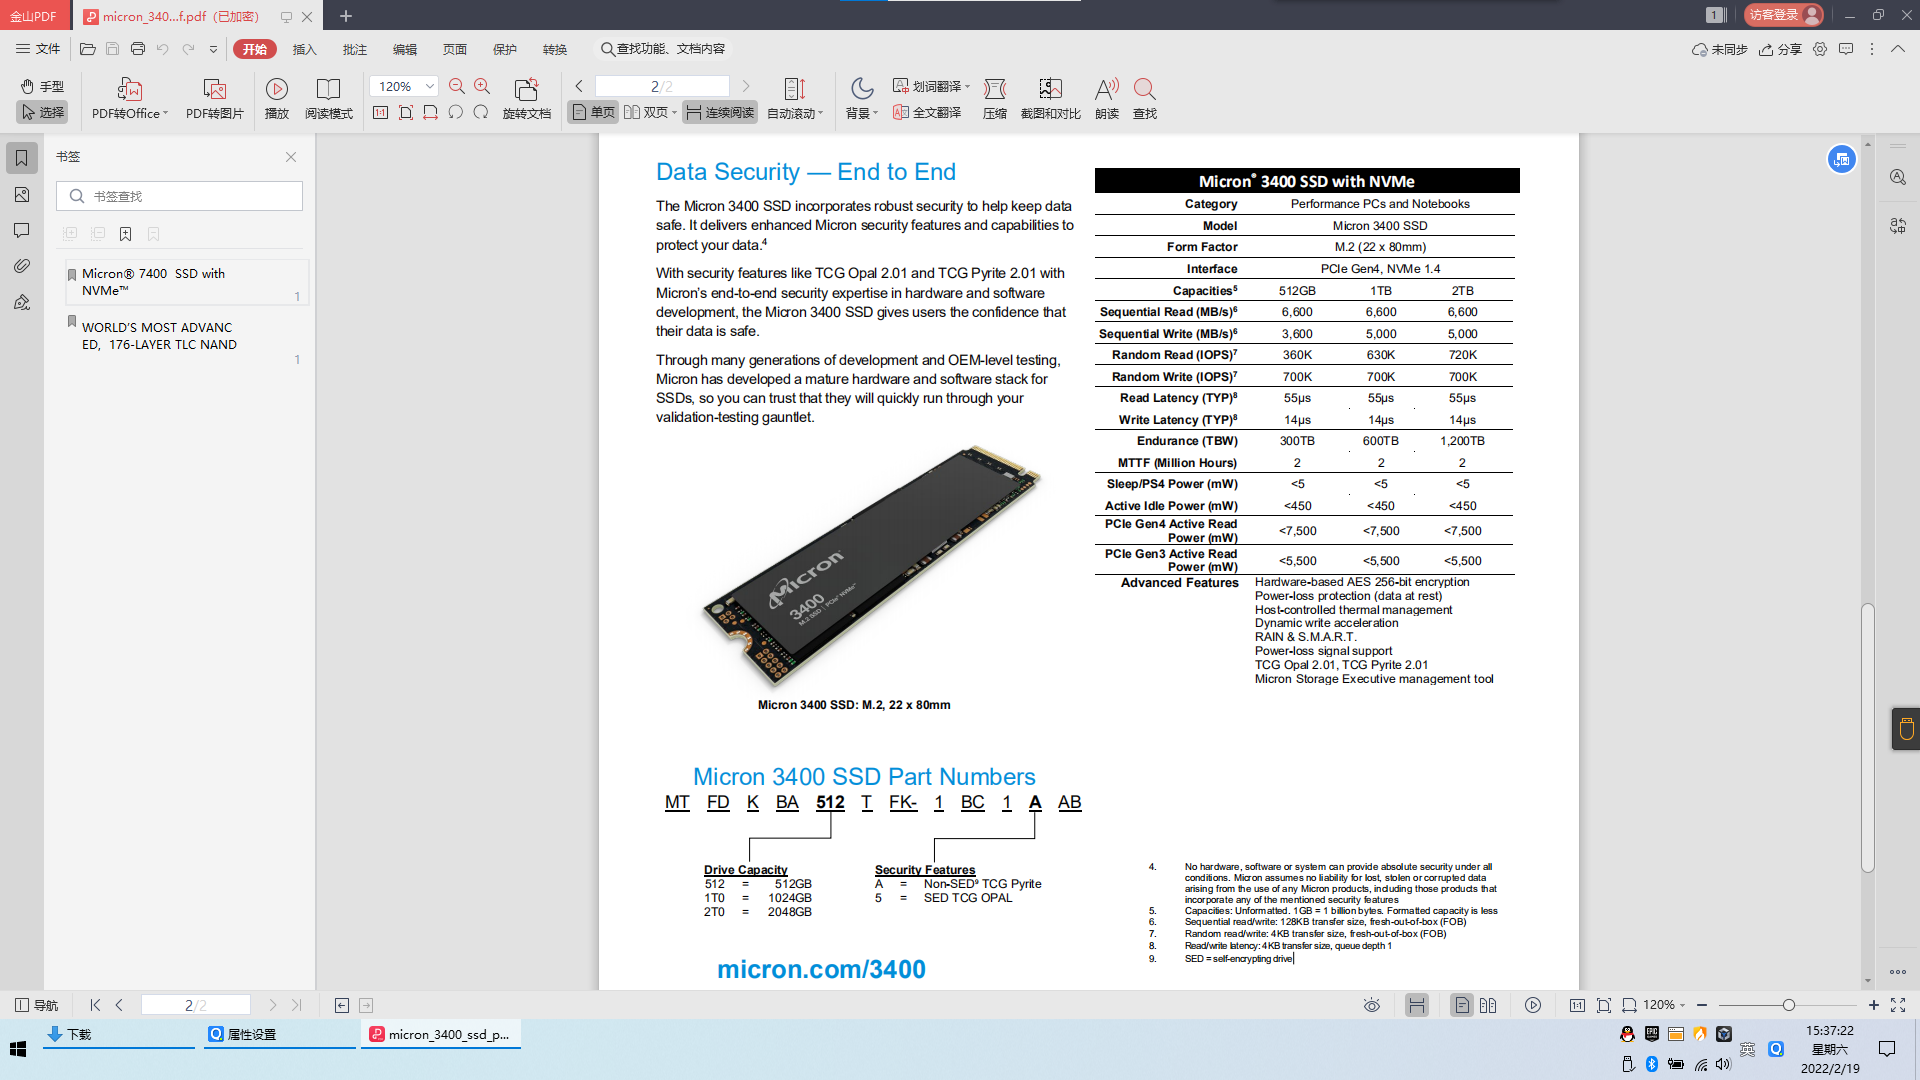 金山PDF
micron_340...f.pdf（已加密）
1
访客登录
文件
开始
插入
批注
编辑
页面
保护
转换
查找功能、文档内容
未同步
分享
手型
选择
PDF转Office
PDF转图片
播放
阅读模式
120%
旋转文档
2/2
单页
双页
连续阅读
自动滚动
背景
划词翻译
全文翻译
压缩
截图和对比
朗读
查找
书签
书签查找
Micron® 7400 SSD with
NVMe™
1
WORLD’S MOST ADVANC
ED, 176-LAYER TLC NAND
1
Data Security — End to End
The Micron 3400 SSD incorporates robust security to help keep data
safe. It delivers enhanced Micron security features and capabilities to
protect your data.⁴
With security features like TCG Opal 2.01 and TCG Pyrite 2.01 with
Micron’s end-to-end security expertise in hardware and software
development, the Micron 3400 SSD gives users the confidence that
their data is safe.
Through many generations of development and OEM-level testing,
Micron has developed a mature hardware and software stack for
SSDs, so you can trust that they will quickly run through your
validation-testing gauntlet.
Micron
3400
M.2 SSD | PCIe® NVMe™
Micron 3400 SSD: M.2, 22 x 80mm
Micron® 3400 SSD with NVMe
Category Performance PCs and Notebooks
Model Micron 3400 SSD
Form Factor M.2 (22 x 80mm)
Interface PCIe Gen4, NVMe 1.4
Capacities⁵ 512GB 1TB 2TB
Sequential Read (MB/s)⁶ 6,600 6,600 6,600
Sequential Write (MB/s)⁶ 3,600 5,000 5,000
Random Read (IOPS)⁷ 360K 630K 720K
Random Write (IOPS)⁷ 700K 700K 700K
Read Latency (TYP)⁸ 55µs 55µs 55µs
Write Latency (TYP)⁸ 14µs 14µs 14µs
Endurance (TBW) 300TB 600TB 1,200TB
MTTF (Million Hours) 2 2 2
Sleep/PS4 Power (mW) <5 <5 <5
Active Idle Power (mW) <450 <450 <450
PCIe Gen4 Active Read
Power (mW) <7,500 <7,500 <7,500
PCIe Gen3 Active Read
Power (mW) <5,500 <5,500 <5,500
Advanced Features Hardware-based AES 256-bit encryption
Power-loss protection (data at rest)
Host-controlled thermal management
Dynamic write acceleration
RAIN & S.M.A.R.T.
Power-loss signal support
TCG Opal 2.01, TCG Pyrite 2.01
Micron Storage Executive management tool
Micron 3400 SSD Part Numbers
MT FD K BA 512 T FK- 1 BC 1 A AB
Drive Capacity
512 = 512GB
1T0 = 1024GB
2T0 = 2048GB
Security Features
A = Non-SED⁹ TCG Pyrite
5 = SED TCG OPAL
micron.com/3400
4. No hardware, software or system can provide absolute security under all
conditions. Micron assumes no liability for lost, stolen or corrupted data
arising from the use of any Micron products, including those products that
incorporate any of the mentioned security features
5. Capacities: Unformatted. 1GB = 1 billion bytes. Formatted capacity is less
6. Sequential read/write: 128KB transfer size, fresh-out-of-box (FOB)
7. Random read/write: 4KB transfer size, fresh-out-of-box (FOB)
8. Read/write latency: 4KB transfer size, queue depth 1
9. SED = self-encrypting drive
导航
2/2
120%
下载
属性设置
micron_3400_ssd_p...
英
15:37:22
星期六
2022/2/19